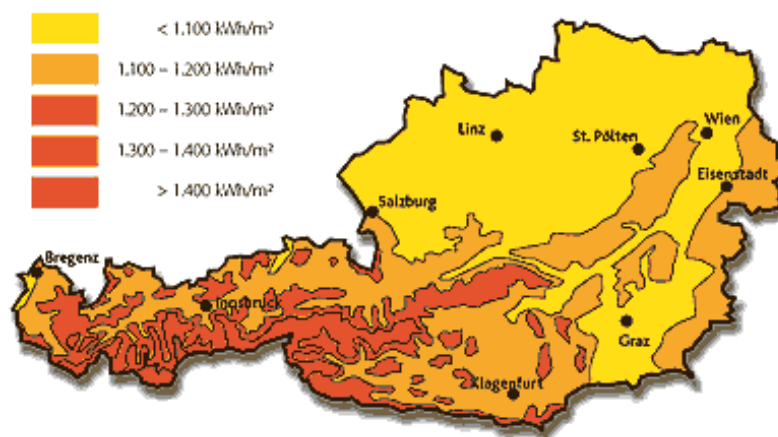 < 1.100 kWh/m²
1.100 – 1.200 kWh/m²
1.200 – 1.300 kWh/m²
1.300 – 1.400 kWh/m²
> 1.400 kWh/m²
Linz
St. Pölten
Wien
Eisenstadt
Salzburg
Bregenz
Innsbruck
Graz
Klagenfurt